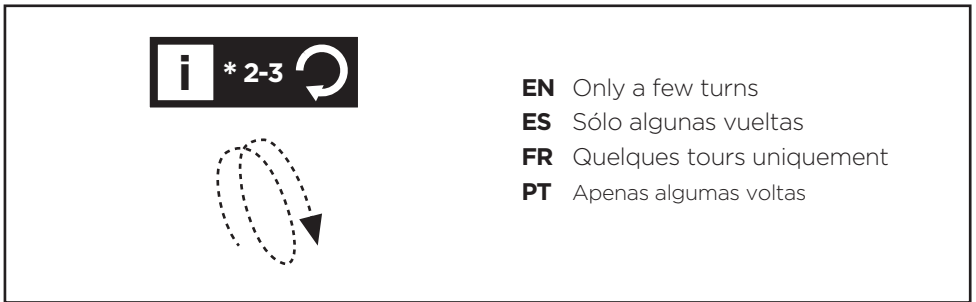 i * 2-3
EN Only a few turns
ES Sólo algunas vueltas
FR Quelques tours uniquement
PT Apenas algumas voltas